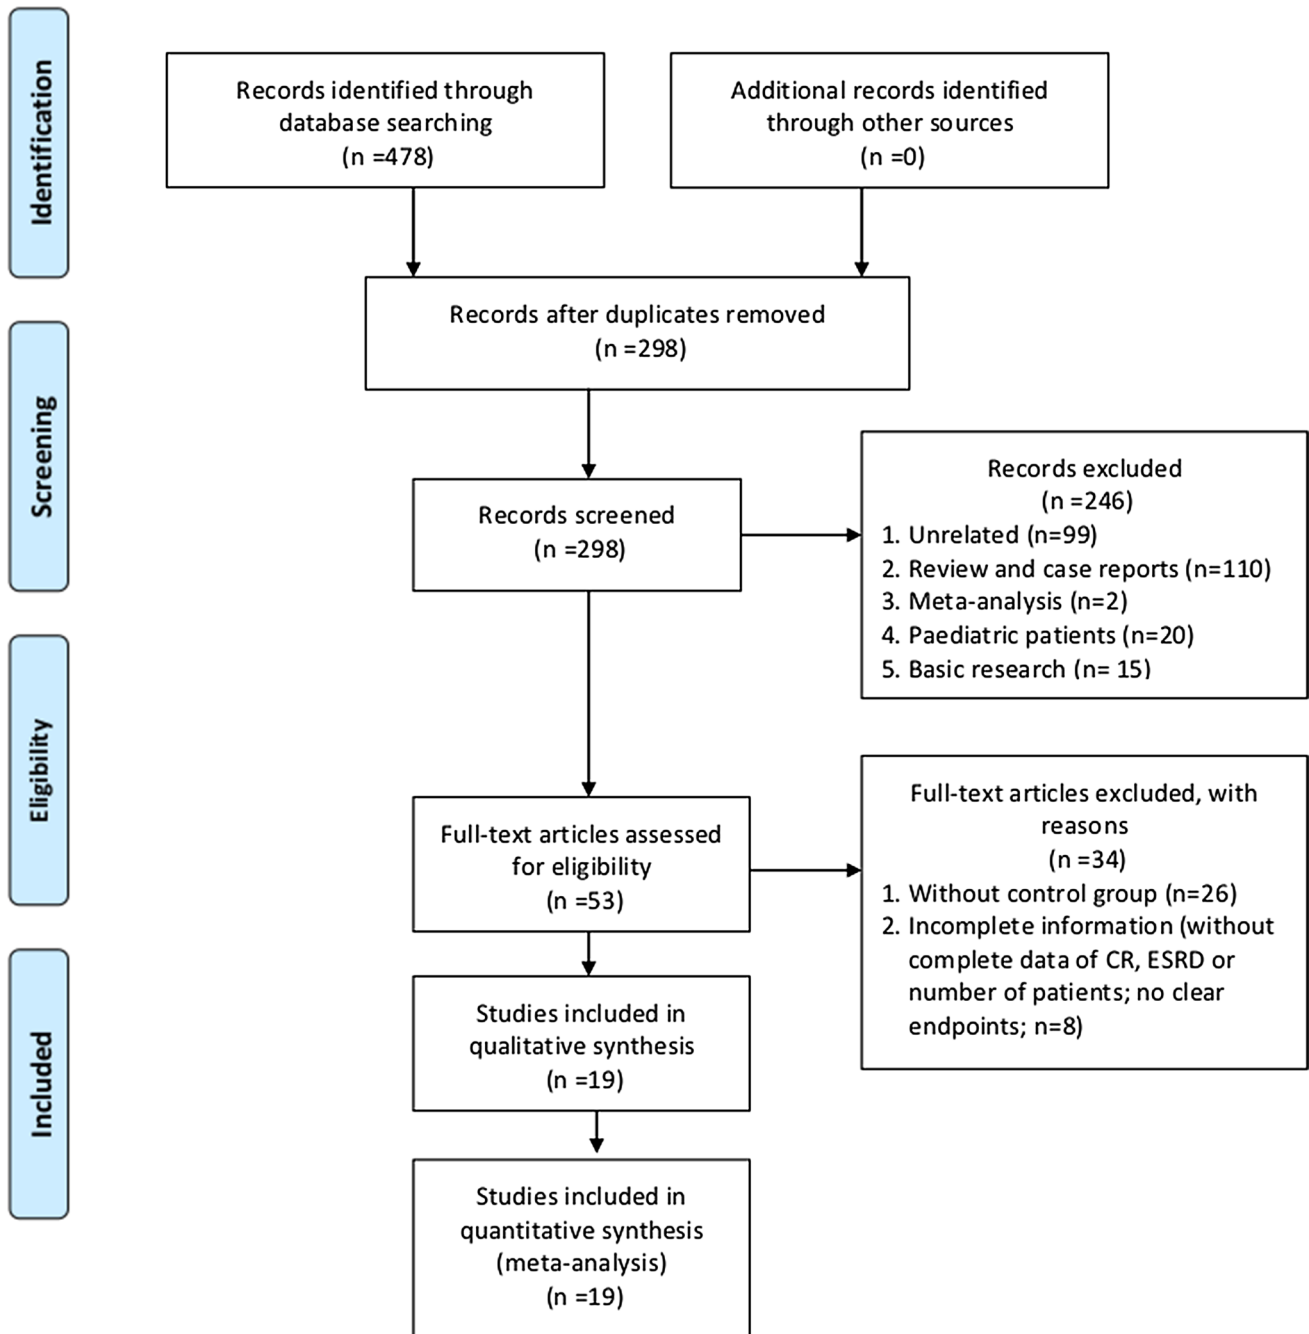 Identification
Records identified through
database searching
(n =478)
Additional records identified
through other sources
(n =0)
Records after duplicates removed
(n =298)
Screening
Records screened
(n =298)
Records excluded
(n =246)
1. Unrelated (n=99)
2. Review and case reports (n=110)
3. Meta-analysis (n=2)
4. Paediatric patients (n=20)
5. Basic research (n= 15)
Eligibility
Full-text articles assessed
for eligibility
(n =53)
Full-text articles excluded, with
reasons
(n =34)
1. Without control group (n=26)
2. Incomplete information (without
complete data of CR, ESRD or
number of patients; no clear
endpoints; n=8)
Included
Studies included in
qualitative synthesis
(n =19)
Studies included in
quantitative synthesis
(meta-analysis)
(n =19)